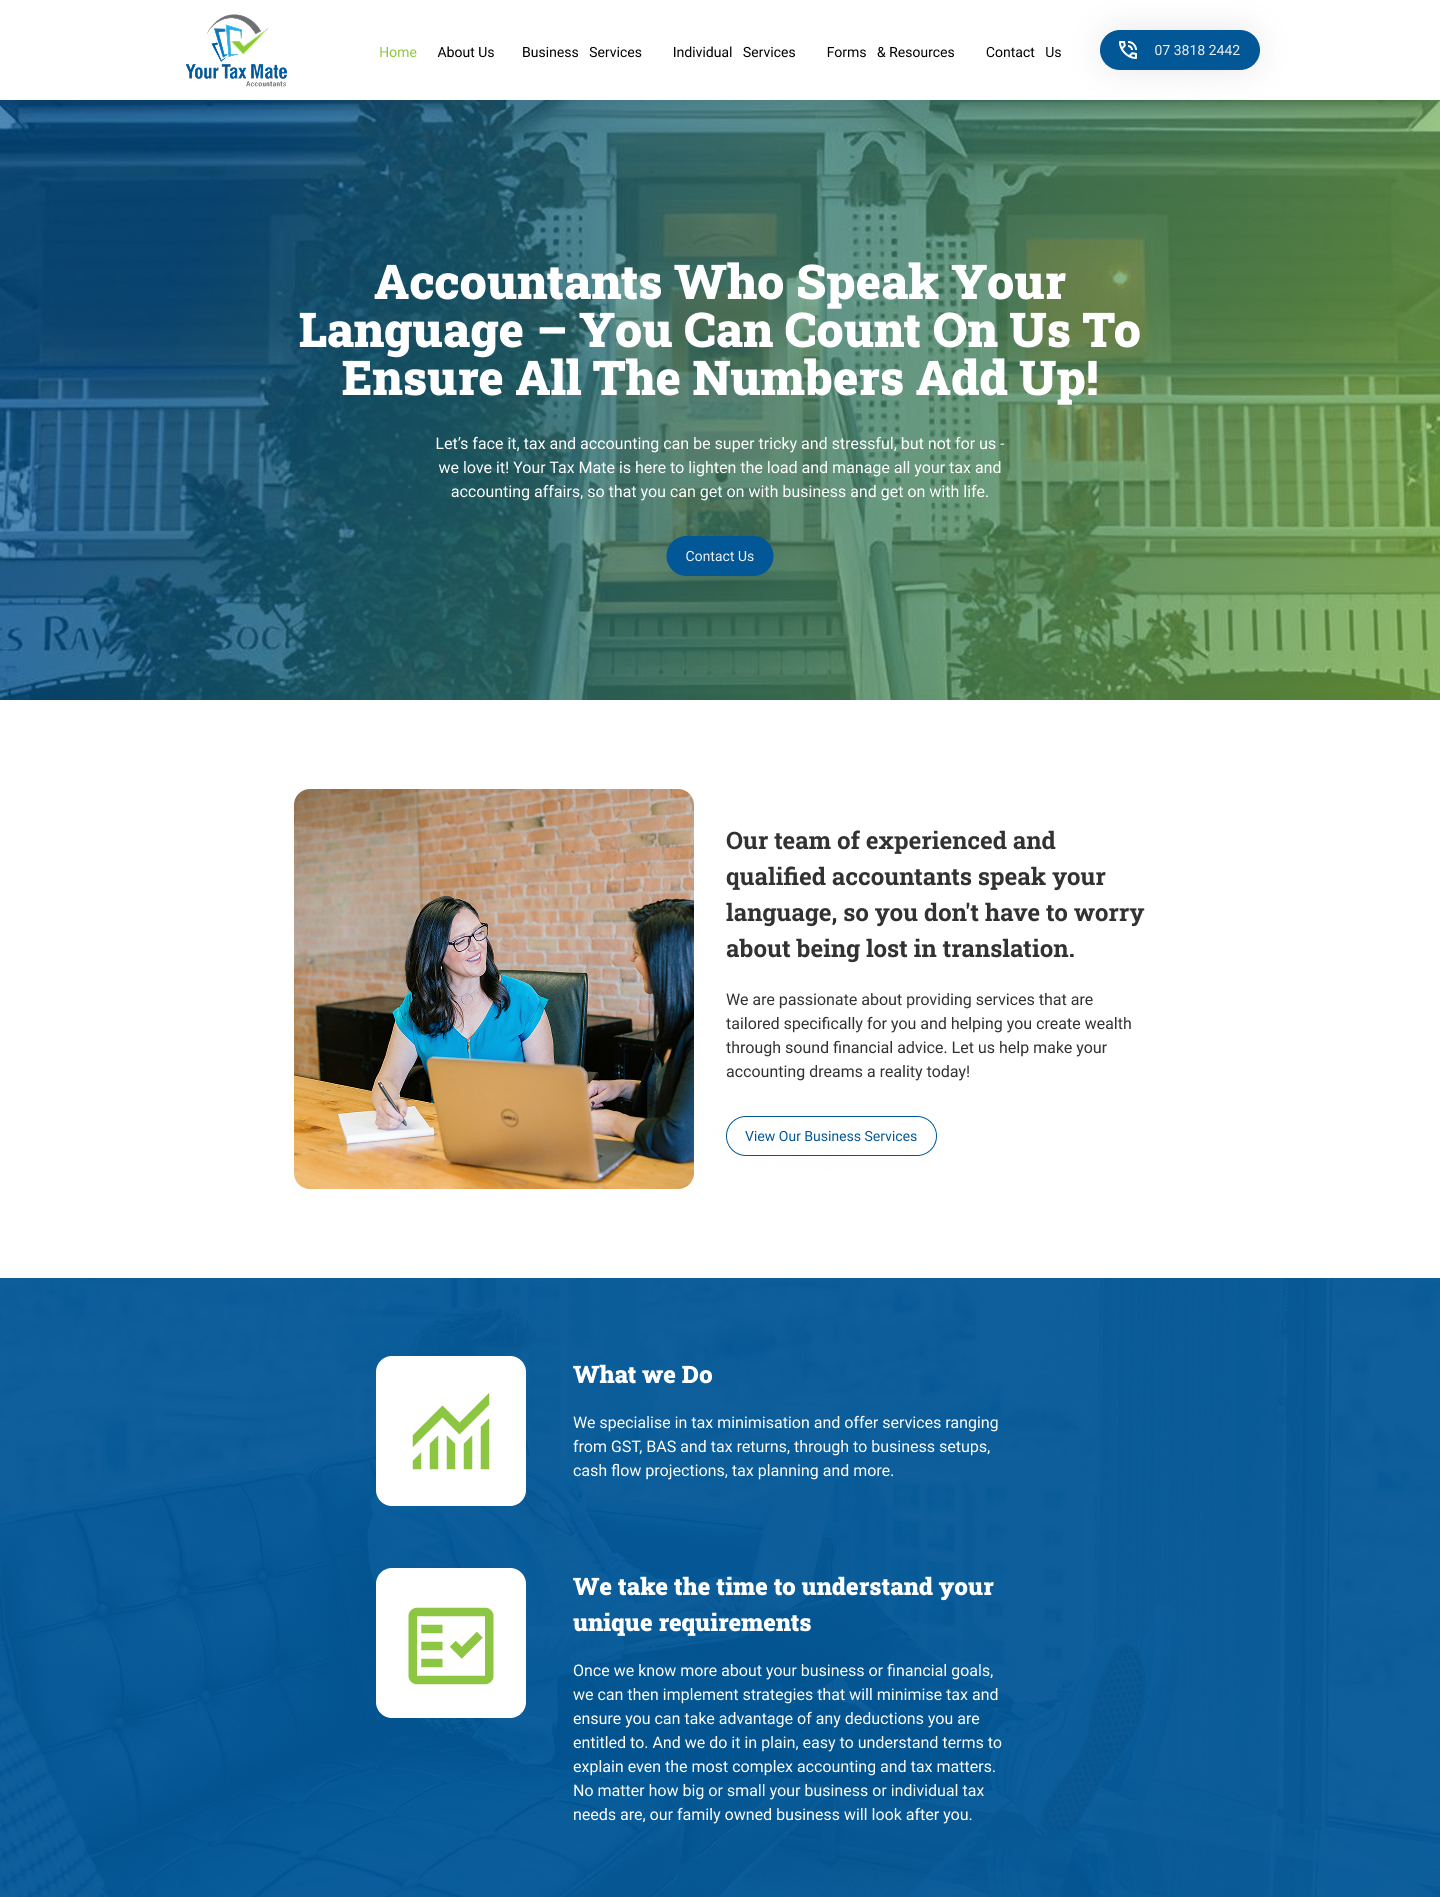 Your Tax Mate
Accountants
Home About Us Business Services Individual Services Forms & Resources Contact Us
07 3818 2442
Accountants Who Speak Your
Language – You Can Count On Us To
Ensure All The Numbers Add Up!
Let’s face it, tax and accounting can be super tricky and stressful, but not for us -
we love it! Your Tax Mate is here to lighten the load and manage all your tax and
accounting affairs, so that you can get on with business and get on with life.
Contact Us
Our team of experienced and
qualified accountants speak your
language, so you don't have to worry
about being lost in translation.
We are passionate about providing services that are
tailored specifically for you and helping you create wealth
through sound financial advice. Let us help make your
accounting dreams a reality today!
DELL
View Our Business Services
What we Do
We specialise in tax minimisation and offer services ranging
from GST, BAS and tax returns, through to business setups,
cash flow projections, tax planning and more.
We take the time to understand your
unique requirements
Once we know more about your business or financial goals,
we can then implement strategies that will minimise tax and
ensure you can take advantage of any deductions you are
entitled to. And we do it in plain, easy to understand terms to
explain even the most complex accounting and tax matters.
No matter how big or small your business or individual tax
needs are, our family owned business will look after you.